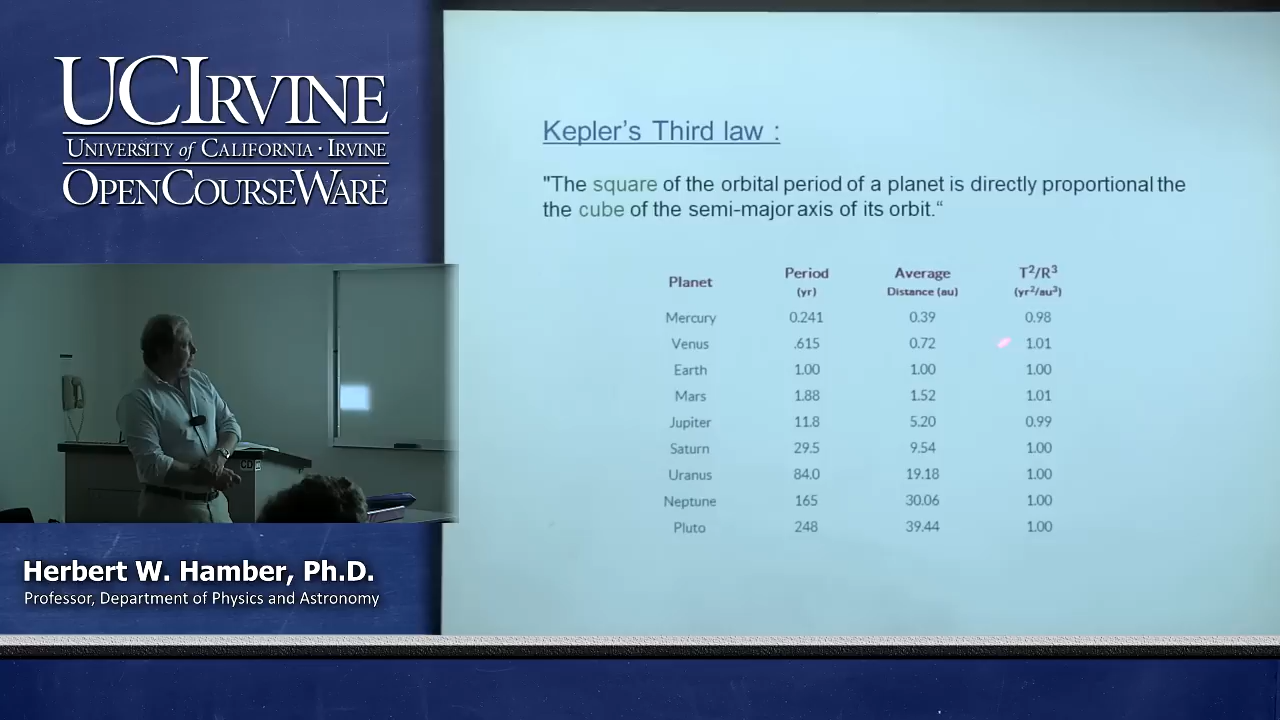 UCIRVINE
UNIVERSITY of CALIFORNIA · IRVINE
OPENCOURSEWARE
Kepler's Third law :
"The square of the orbital period of a planet is directly proportional the
the cube of the semi-major axis of its orbit.“
Planet Period (yr) Average Distance (au) T²/R³ (yr²/au³)
Mercury 0.241 0.39 0.98
Venus .615 0.72 1.01
Earth 1.00 1.00 1.00
Mars 1.88 1.52 1.01
Jupiter 11.8 5.20 0.99
Saturn 29.5 9.54 1.00
Uranus 84.0 19.18 1.00
Neptune 165 30.06 1.00
Pluto 248 39.44 1.00
Herbert W. Hamber, Ph.D.
Professor, Department of Physics and Astronomy